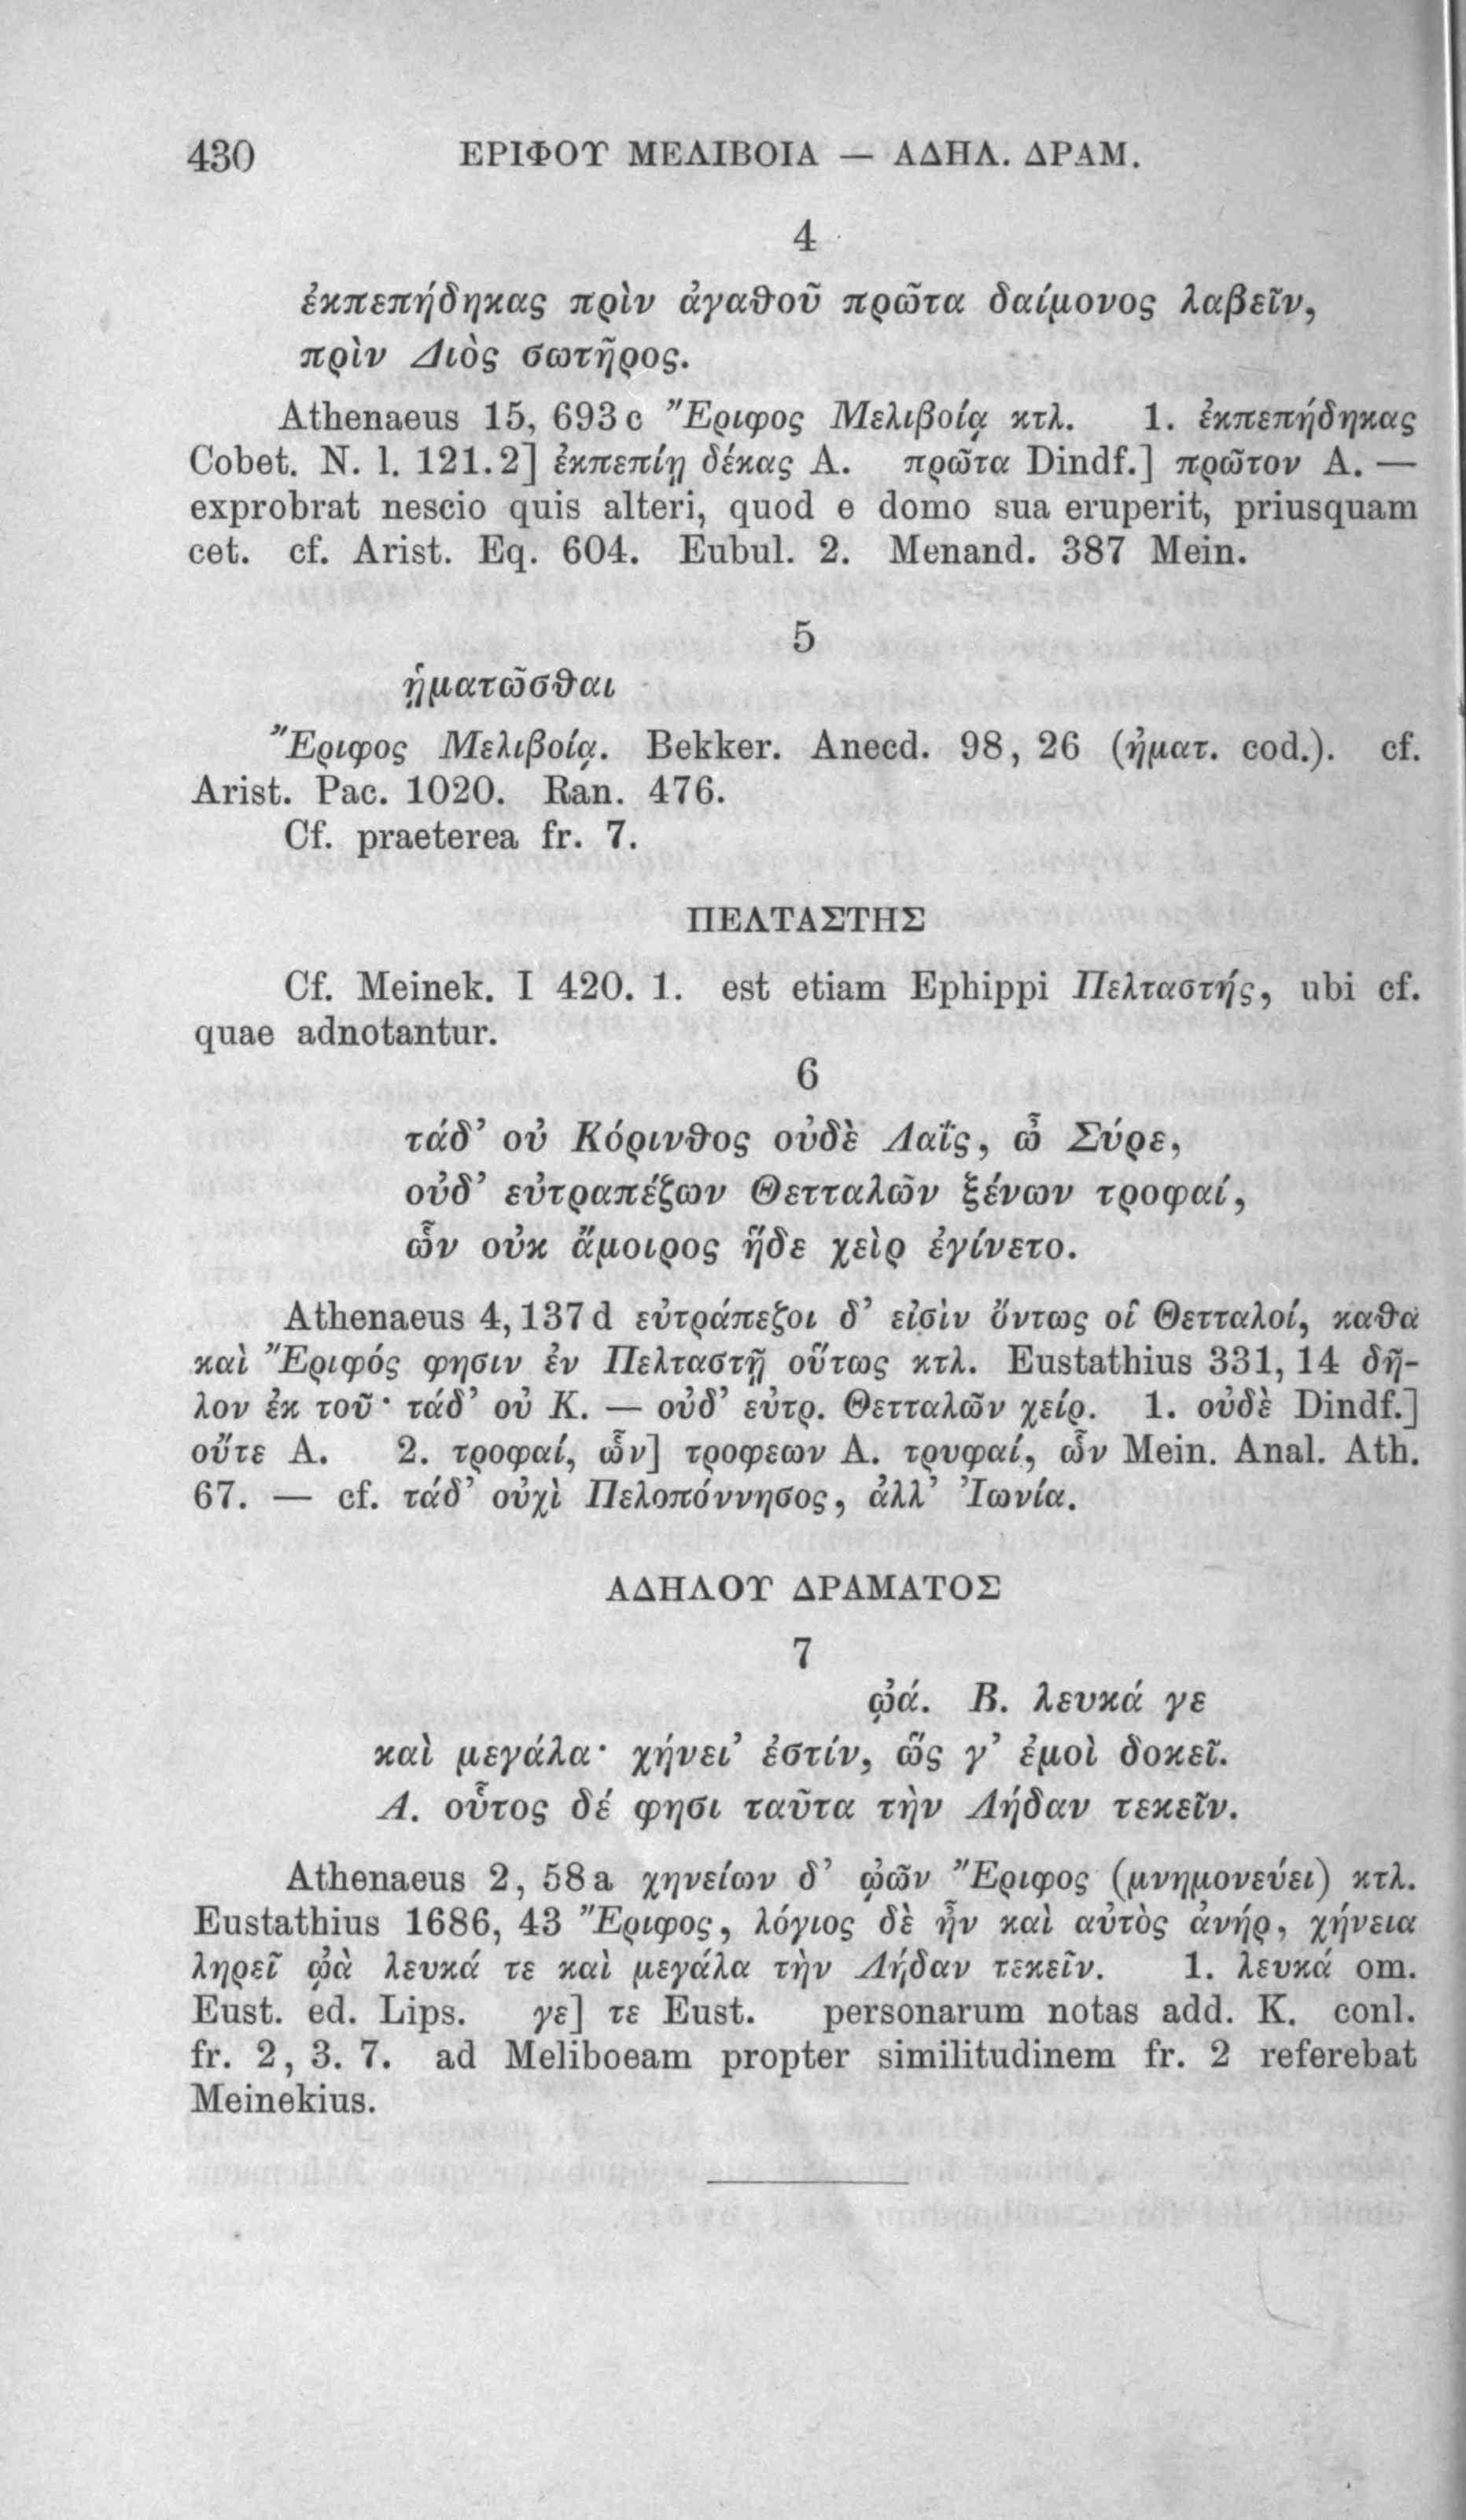 430 ΕΡΙΦΟΥ ΜΕΛΙΒΟΙΑ — ΑΔΗΛ. ΔΡΑΜ.
4
ἐκπεπήδηκας πρὶν ἀγαθοῦ πρῶτα δαίμονος λαβεῖν,
πρὶν Διὸς σωτῆρος.
Athenaeus 15, 693 c Ἔριφος Μελιβοίᾳ κτλ. 1. ἐκπεπήδηκας
Cobet. N. l. 121. 2] ἐκπεπίῃ δέκας A. πρῶτα Dindf.] πρῶτον A. —
exprobrat nescio quis alteri, quod e domo sua eruperit, priusquam
cet. cf. Arist. Eq. 604. Eubul. 2. Menand. 387 Mein.
5
ᾑματῶσθαι
Ἔριφος Μελιβοίᾳ. Bekker. Anecd. 98, 26 (ἠματ. cod.). cf.
Arist. Pac. 1020. Ran. 476.
Cf. praeterea fr. 7.
ΠΕΛΤΑΣΤΗΣ
Cf. Meinek. I 420. 1. est etiam Ephippi Πελταστής, ubi cf.
quae adnotantur.
6
τάδ’ οὐ Κόρινθος οὐδὲ Λαΐς, ὦ Σύρε,
οὐδ’ εὐτραπέζων Θετταλῶν ξένων τροφαί,
ὧν οὐκ ἄμοιρος ἥδε χεὶρ ἐγίνετο.
Athenaeus 4, 137 d εὐτράπεζοι δ’ εἰσὶν ὄντως οἱ Θετταλοί, καθὰ
καὶ Ἔριφός φησιν ἐν Πελταστῇ οὕτως κτλ. Eustathius 331, 14 δῆ-
λον ἐκ τοῦ· τάδ’ οὐ Κ. — οὐδ’ εὐτρ. Θετταλῶν χείρ. 1. οὐδὲ Dindf.]
οὔτε A. 2. τροφαί, ὧν] τροφεων A. τρυφαί, ὧν Mein. Anal. Ath.
67. — cf. τάδ’ οὐχὶ Πελοπόννησος, ἀλλ’ Ἰωνία.
ΑΔΗΛΟΥ ΔΡΑΜΑΤΟΣ
7
ᾠά. Β. λευκά γε
καὶ μεγάλα· χήνει’ ἐστίν, ὥς γ’ ἐμοὶ δοκεῖ.
Α. οὗτος δέ φησι ταῦτα τὴν Λήδαν τεκεῖν.
Athenaeus 2, 58 a χηνείων δ’ ᾠῶν Ἔριφος (μνημονεύει) κτλ.
Eustathius 1686, 43 Ἔριφος, λόγιος δὲ ἦν καὶ αὐτὸς ἀνήρ, χήνεια
ληρεῖ ᾠὰ λευκά τε καὶ μεγάλα τὴν Λήδαν τεκεῖν. 1. λευκά om.
Eust. ed. Lips. γε] τε Eust. personarum notas add. K. conl.
fr. 2, 3. 7. ad Meliboeam propter similitudinem fr. 2 referebat
Meinekius.